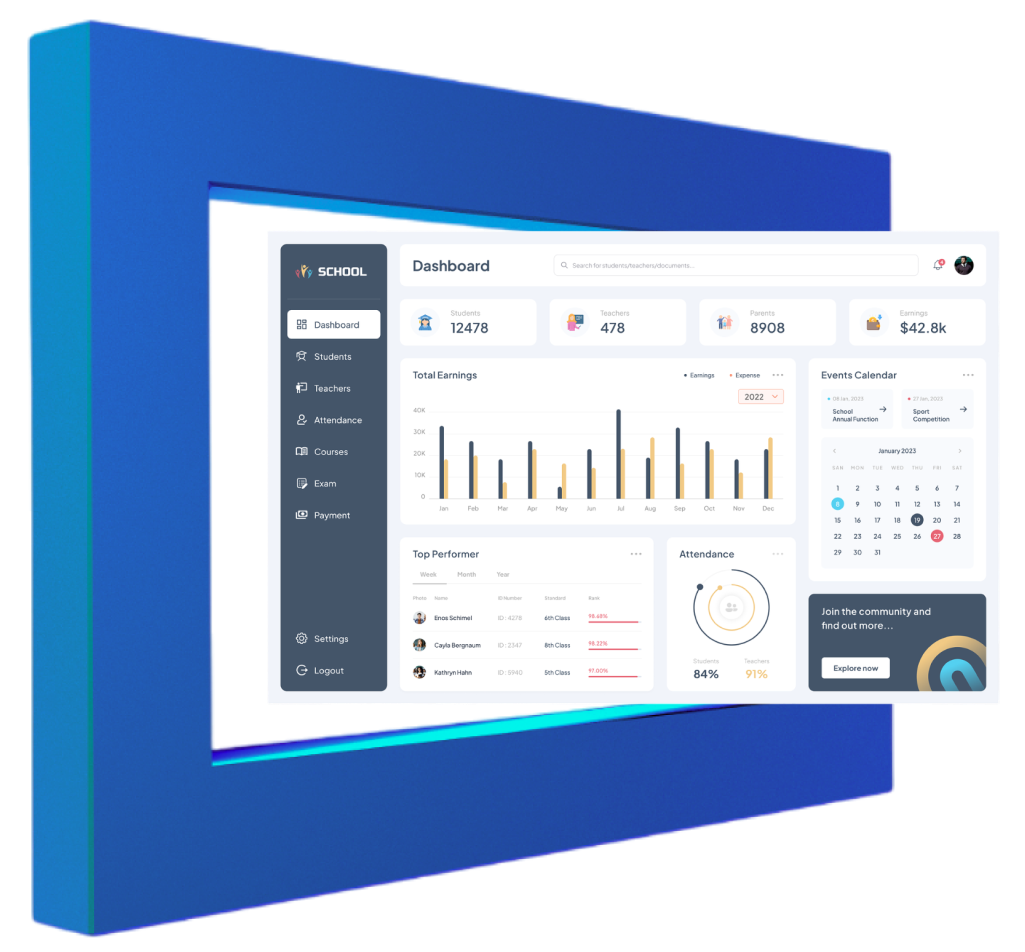 SCHOOL
Dashboard
Students
Teachers
Attendance
Courses
Exam
Payment
Settings
Logout
Dashboard
Search for students/teachers/documents...
4
Students
12478
Teachers
478
Parents
8908
Earnings
$42.8k
Total Earnings
Earnings
Expense
2022
40K
30K
20K
10K
0
Jan Feb Mar Apr May Jun Jul Aug Sep Oct Nov Dec
Events Calendar
08 Jan, 2023
School
Annual Function
27 Jan, 2023
Sport
Competition
January 2023
SAN MON TUE WED THU FRI SAT
1 2 3 4 5 6 7
8 9 10 11 12 13 14
15 16 17 18 19 20 21
22 23 24 25 26 27 28
29 30 31
Top Performer
Week Month Year
Photo Name ID Number Standard Rank
Enos Schimel ID : 4278 6th Class 98.68%
Cayla Bergnaum ID : 2347 8th Class 98.22%
Kathryn Hahn ID : 5940 5th Class 97.00%
Attendance
Students
84%
Teachers
91%
Join the community and
find out more...
Explore now